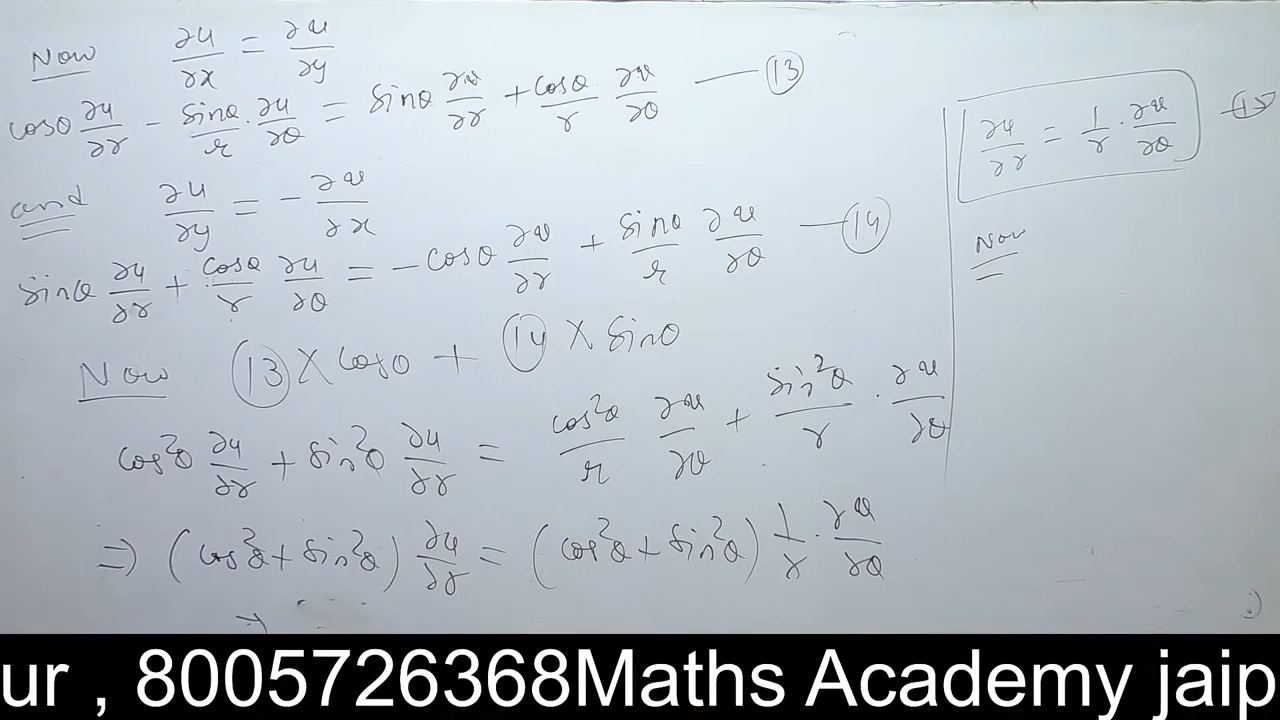 Now ∂u/∂x = ∂v/∂y
cosθ ∂u/∂r - sinθ/r . ∂u/∂θ = sinθ ∂v/∂r + cosθ/r . ∂v/∂θ — (13)
and ∂u/∂y = - ∂v/∂x
sinθ ∂u/∂r + cosθ/r ∂u/∂θ = - cosθ ∂v/∂r + sinθ/r ∂v/∂θ — (14)
Now (13) × cosθ + (14) × sinθ
cos²θ ∂u/∂r + sin²θ ∂u/∂r = cos²θ/r ∂v/∂θ + sin²θ/r . ∂v/∂θ
⇒ (cos²θ + sin²θ) ∂u/∂r = (cos²θ + sin²θ) 1/r . ∂v/∂θ
⇒
∂u/∂r = 1/r . ∂v/∂θ — (15)
Now
ur , 8005726368Maths Academy jaip